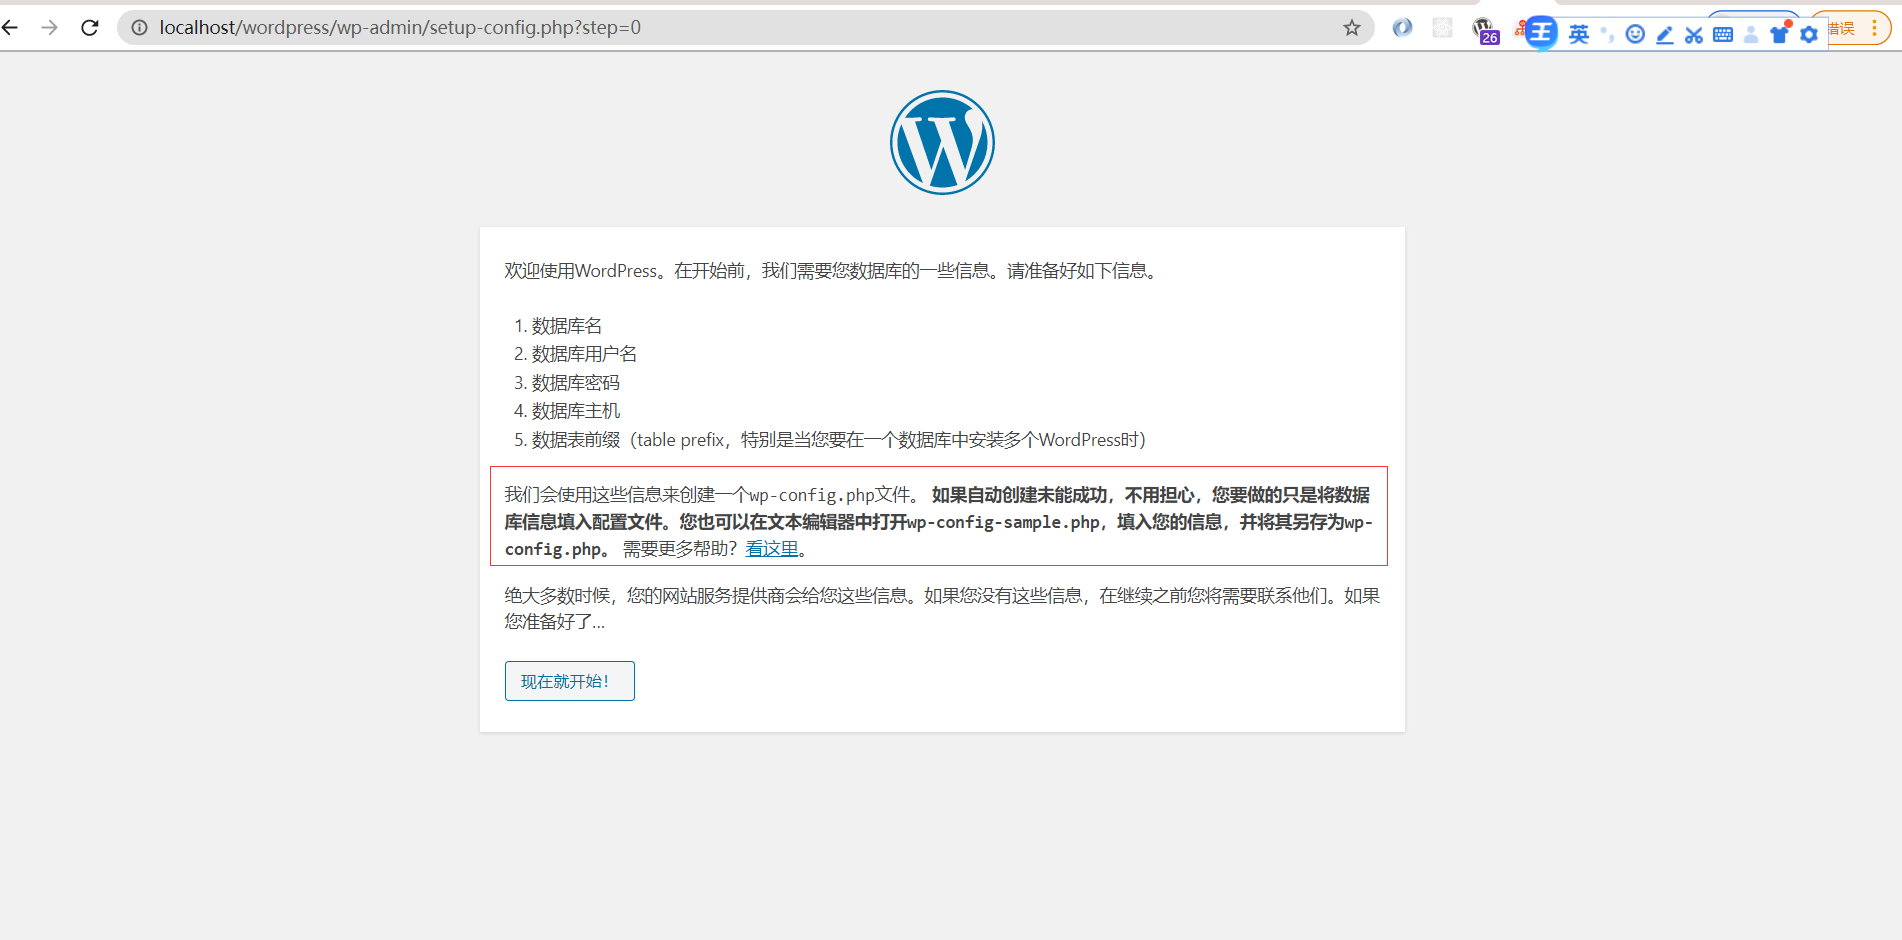 localhost/wordpress/wp-admin/setup-config.php?step=0
26
王 英
错误
欢迎使用WordPress。在开始前，我们需要您数据库的一些信息。请准备好如下信息。
1. 数据库名
2. 数据库用户名
3. 数据库密码
4. 数据库主机
5. 数据表前缀（table prefix，特别是当您要在一个数据库中安装多个WordPress时）
我们会使用这些信息来创建一个wp-config.php文件。 如果自动创建未能成功，不用担心，您要做的只是将数据
库信息填入配置文件。您也可以在文本编辑器中打开wp-config-sample.php，填入您的信息，并将其另存为wp-
config.php。 需要更多帮助？看这里。
绝大多数时候，您的网站服务提供商会给您这些信息。如果您没有这些信息，在继续之前您将需要联系他们。如果
您准备好了...
现在就开始！